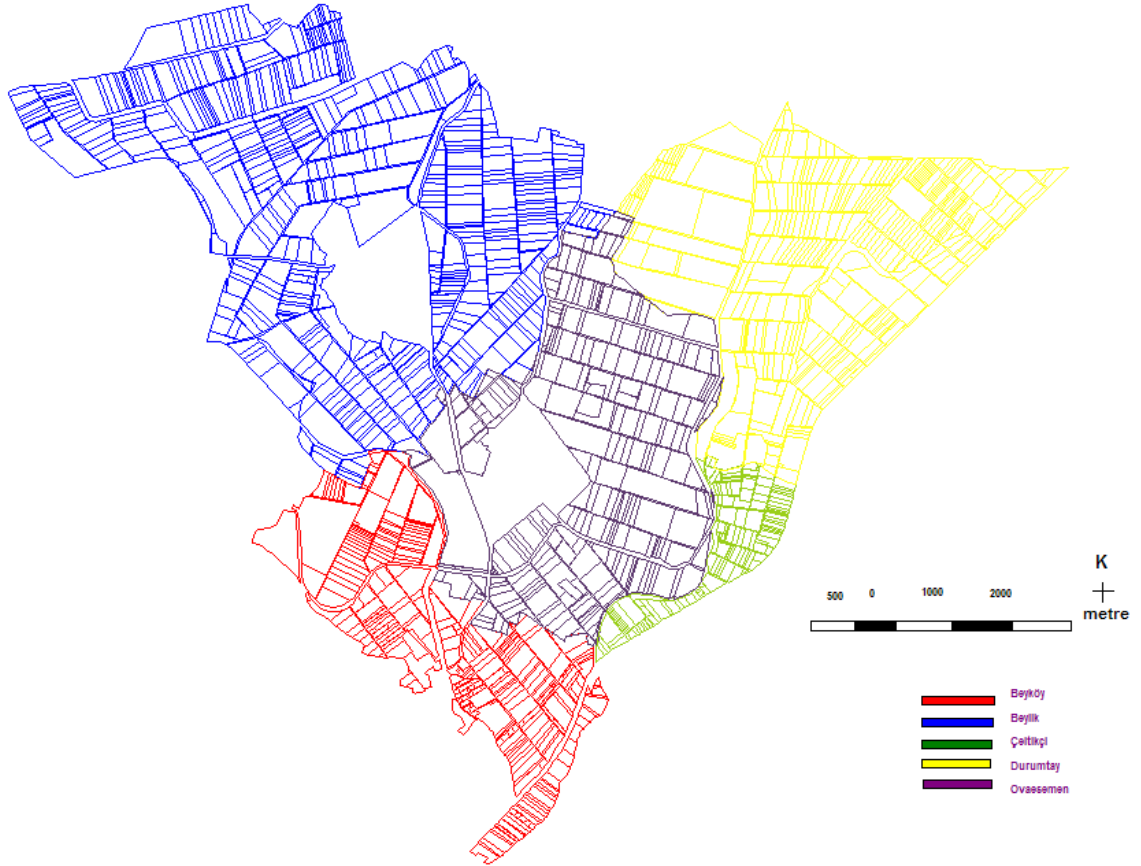 K
500 0 1000 2000
metre
Beyköy
Beylik
Çeltikçi
Durumtay
Ovaesemen